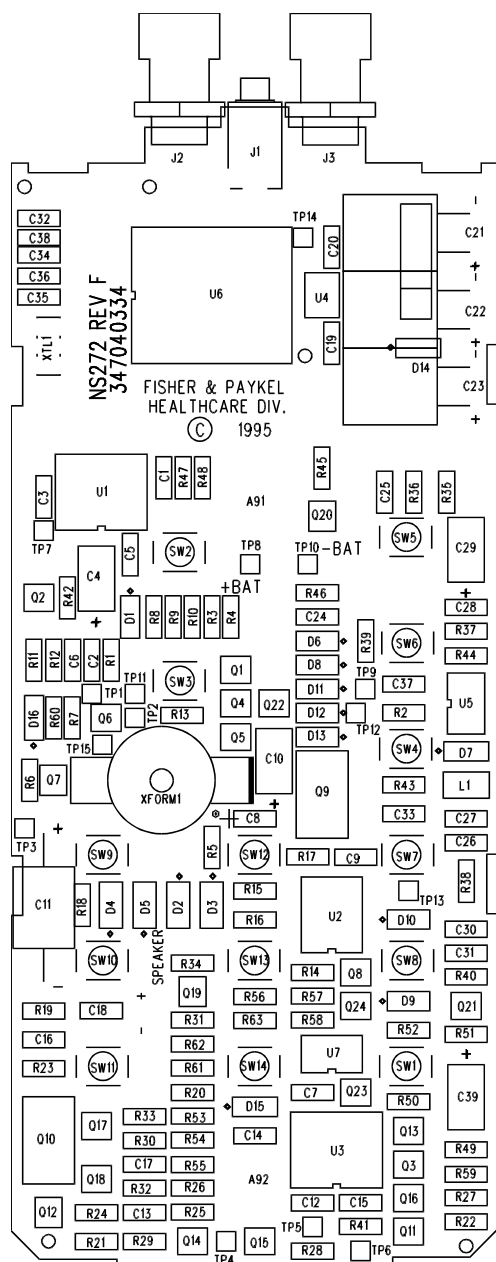 J2 J1 J3
TP14
C32
C38
C34
C36
C35
XTL1
NS272 REV F
347040334
U6
C20
U4
C19
- C21
+
- C22
+
- D14
C23
+
FISHER & PAYKEL
HEALTHCARE DIV.
© 1995
C3
U1
C1
R47
R48
A91
R45
Q20
C25
R36
R35
TP7
C5
SW2
TP8
TP10 -BAT
SW5
C29
+
Q2
R42
C4
+
+BAT
D1
R8
R9
R10
R3
R4
R46
C24
C28
R37
R44
R11
R12
C6
C2
R1
D6
D8
D11
D12
D13
R39
SW6
TP9
C37
R2
U5
Q1
Q4
Q5
Q22
SW3
TP1
TP11
TP2
R13
D16
R60
R7
Q6
TP15
TP12
SW4
D7
R6
Q7
XFORM1
C10
+
Q9
R43
L1
C33
C27
C26
TP3
+
C8
SW9
R5
SW12
R17
C9
SW7
R38
C11
R18
D4
D5
D2
D3
R15
R16
U2
TP13
D10
C30
C31
R40
SW10
-
SPEAKER
+
-
R34
SW13
R14
Q8
SW8
Q19
R56
R57
Q24
D9
Q21
R19
C18
R31
R63
R58
R52
R51
C16
R62
U7
+
R23
SW11
R61
SW14
SW1
R20
C7
Q23
R50
C39
Q10
Q17
R33
R53
D15
R30
R54
C14
U3
Q13
R49
Q18
C17
R55
A92
Q3
R59
R32
R26
C12
C15
Q16
R27
Q12
R24
C13
R25
TP5
R41
Q11
R22
R21
R29
Q14
TP4
Q15
R28
TP6